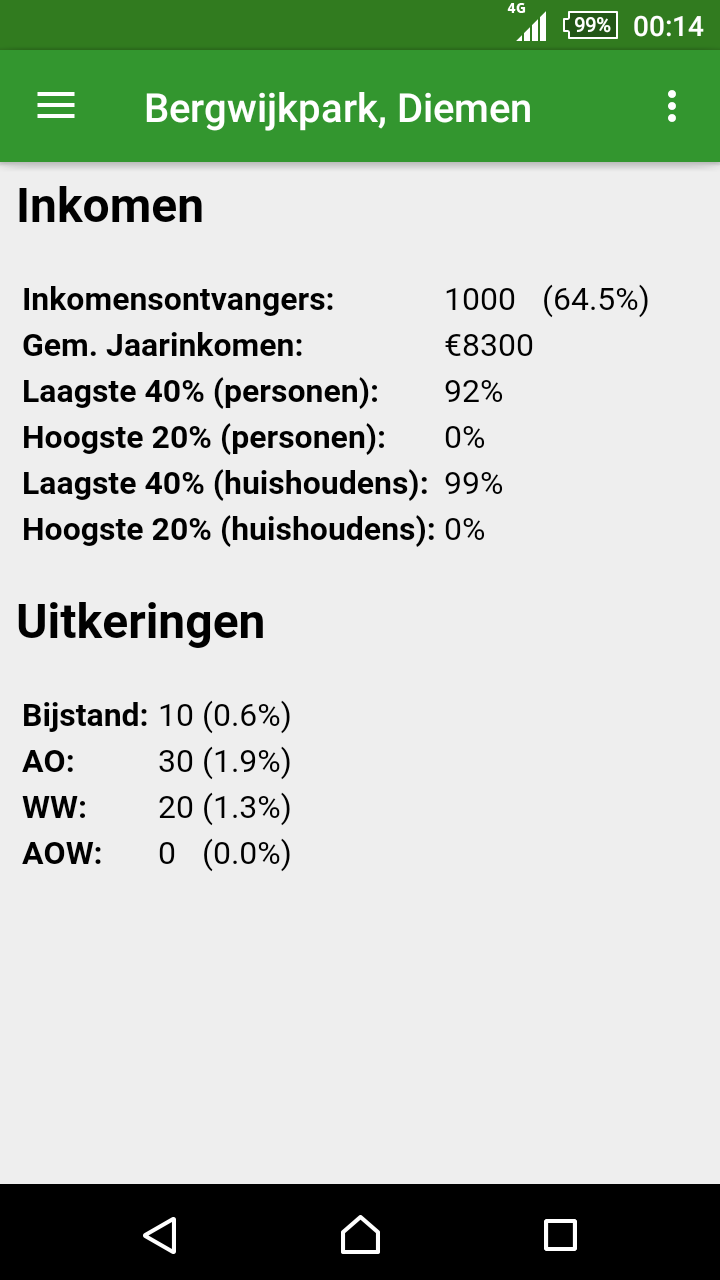 4G 99% 00:14
Bergwijkpark, Diemen
Inkomen
Inkomensontvangers: 1000 (64.5%)
Gem. Jaarinkomen: €8300
Laagste 40% (personen): 92%
Hoogste 20% (personen): 0%
Laagste 40% (huishoudens): 99%
Hoogste 20% (huishoudens): 0%
Uitkeringen
Bijstand: 10 (0.6%)
AO: 30 (1.9%)
WW: 20 (1.3%)
AOW: 0 (0.0%)